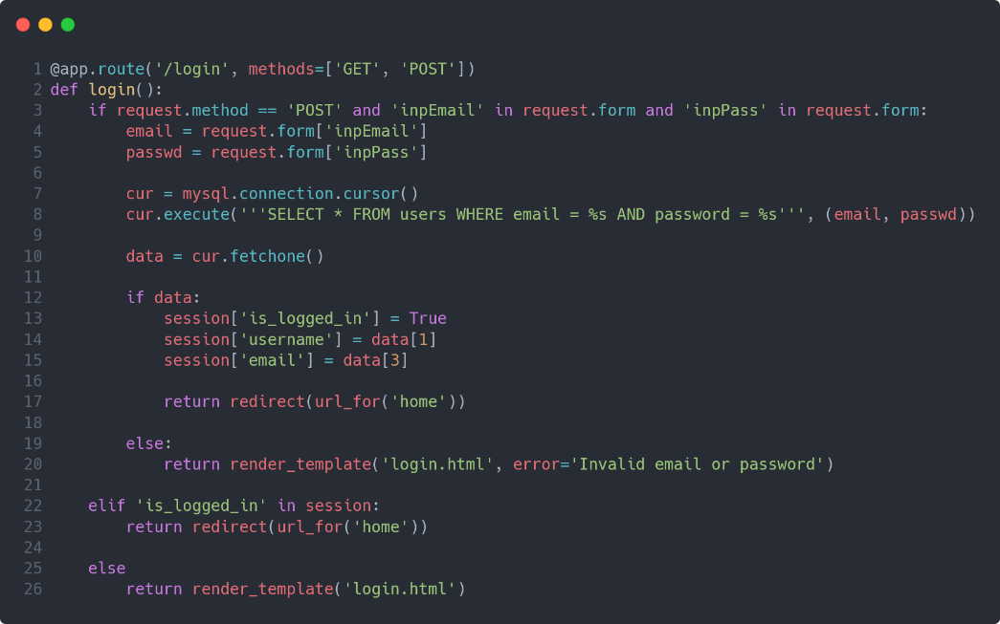 1 @app.route('/login', methods=['GET', 'POST'])
2 def login():
3     if request.method == 'POST' and 'inpEmail' in request.form and 'inpPass' in request.form:
4         email = request.form['inpEmail']
5         passwd = request.form['inpPass']
6
7         cur = mysql.connection.cursor()
8         cur.execute('''SELECT * FROM users WHERE email = %s AND password = %s''', (email, passwd))
9
10         data = cur.fetchone()
11
12         if data:
13             session['is_logged_in'] = True
14             session['username'] = data[1]
15             session['email'] = data[3]
16
17             return redirect(url_for('home'))
18
19         else:
20             return render_template('login.html', error='Invalid email or password')
21
22     elif 'is_logged_in' in session:
23         return redirect(url_for('home'))
24
25     else
26         return render_template('login.html')